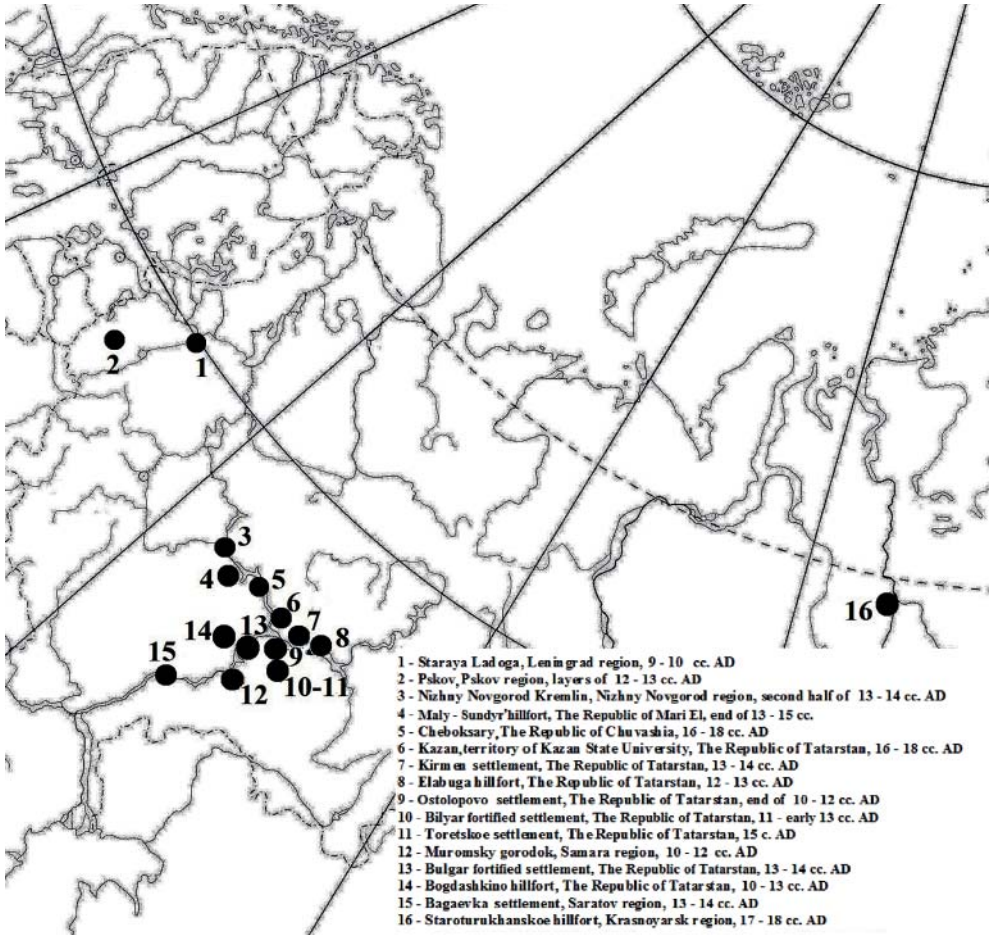 2
1
3
4
5
6
7
8
13
14
9
15
12
10-11
16
1 - Staraya Ladoga, Leningrad region, 9 - 10 cc. AD
2 - Pskov, Pskov region, layers of 12 - 13 cc. AD
3 - Nizhny Novgorod Kremlin, Nizhny Novgorod region, second half of 13 - 14 cc. AD
4 - Maly - Sundyr'hillfort, The Republic of Mari El, end of 13 - 15 cc.
5 - Cheboksary, The Republic of Chuvashia, 16 - 18 cc. AD
6 - Kazan, territory of Kazan State University, The Republic of Tatarstan, 16 - 18 cc. AD
7 - Kirmen settlement, The Republic of Tatarstan, 13 - 14 cc. AD
8 - Elabuga hillfort, The Republic of Tatarstan, 12 - 13 cc. AD
9 - Ostolopovo settlement, The Republic of Tatarstan, end of 10 - 12 cc. AD
10 - Bilyar fortified settlement, The Republic of Tatarstan, 11 - early 13 cc. AD
11 - Toretskoe settlement, The Republic of Tatarstan, 15 c. AD
12 - Muromsky gorodok, Samara region, 10 - 12 cc. AD
13 - Bulgar fortified settlement, The Republic of Tatarstan, 13 - 14 cc. AD
14 - Bogdashkino hillfort, The Republic of Tatarstan, 10 - 13 cc. AD
15 - Bagaevka settlement, Saratov region, 13 - 14 cc. AD
16 - Staroturukhanskoe hillfort, Krasnoyarsk region, 17 - 18 cc. AD